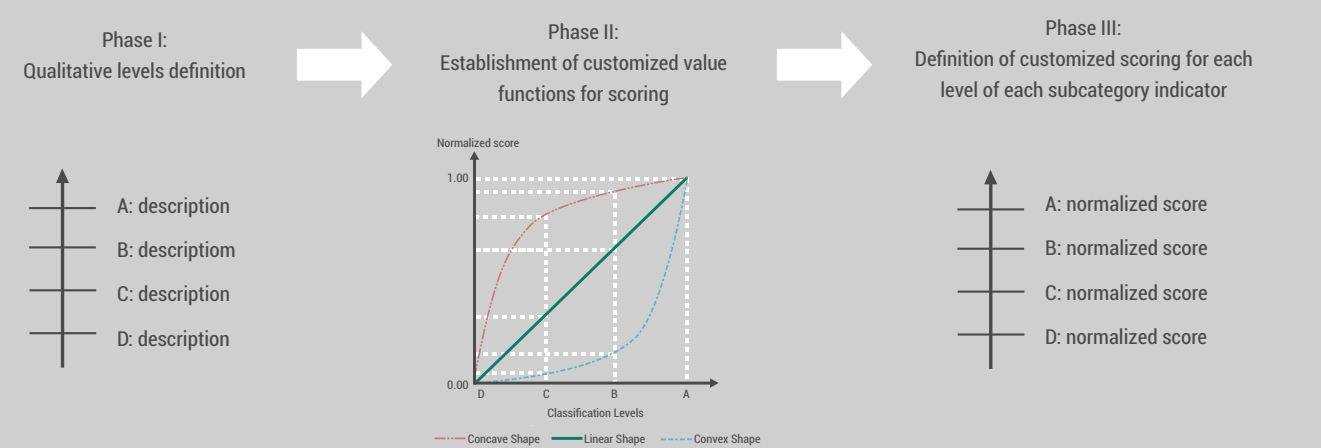 Phase I:
Qualitative levels definition
A: description
B: descriptiom
C: description
D: description
Phase II:
Establishment of customized value
functions for scoring
Normalized score
1.00
0.00
D C B A
Classification Levels
Concave Shape Linear Shape Convex Shape
Phase III:
Definition of customized scoring for each
level of each subcategory indicator
A: normalized score
B: normalized score
C: normalized score
D: normalized score